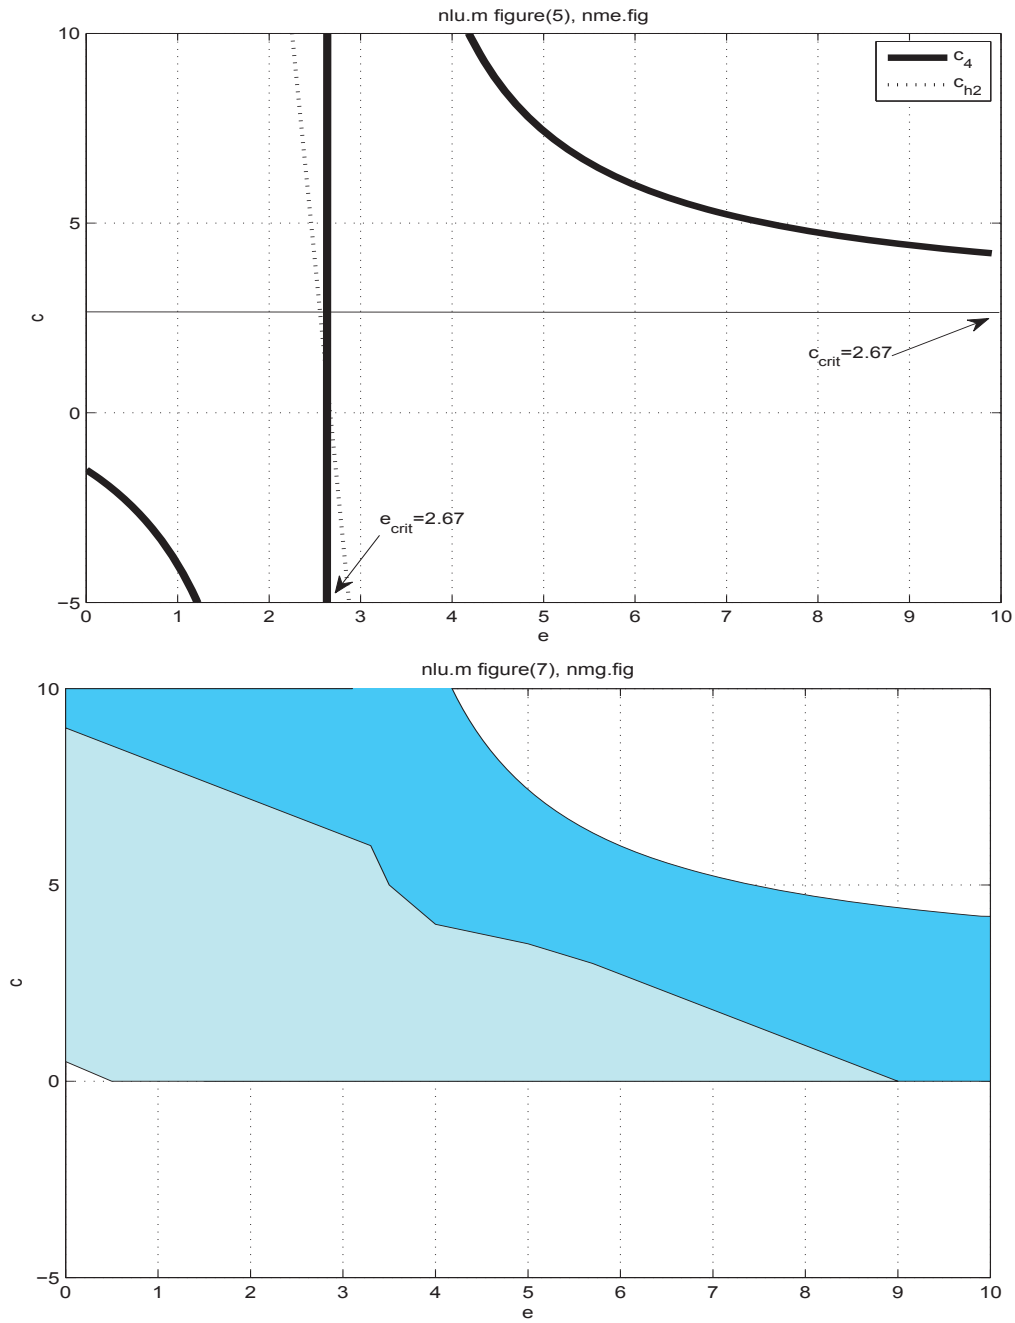 nlu.m figure(5), nme.fig
10
c4
ch2
5
c
ccrit=2.67
0
ecrit=2.67
−5
0 1 2 3 4 5 6 7 8 9 10
e
nlu.m figure(7), nmg.fig
10
5
c
0
−5
0 1 2 3 4 5 6 7 8 9 10
e